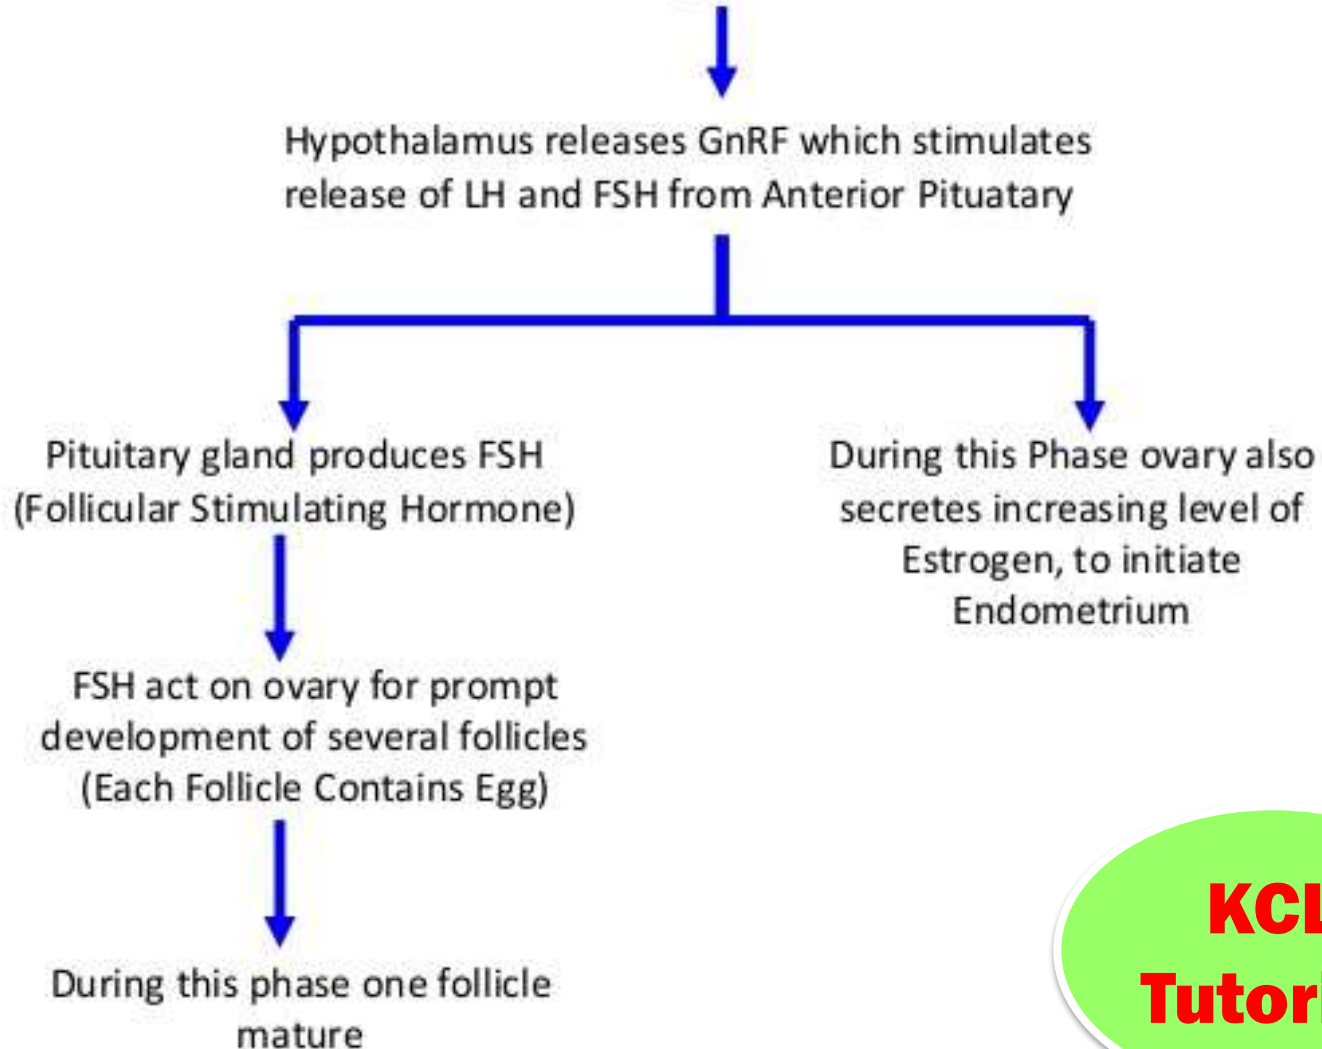 Hypothalamus releases GnRF which stimulates
release of LH and FSH from Anterior Pituatary
Pituitary gland produces FSH
(Follicular Stimulating Hormone)
During this Phase ovary also
secretes increasing level of
Estrogen, to initiate
Endometrium
FSH act on ovary for prompt
development of several follicles
(Each Follicle Contains Egg)
During this phase one follicle
mature
KCL
Tutor